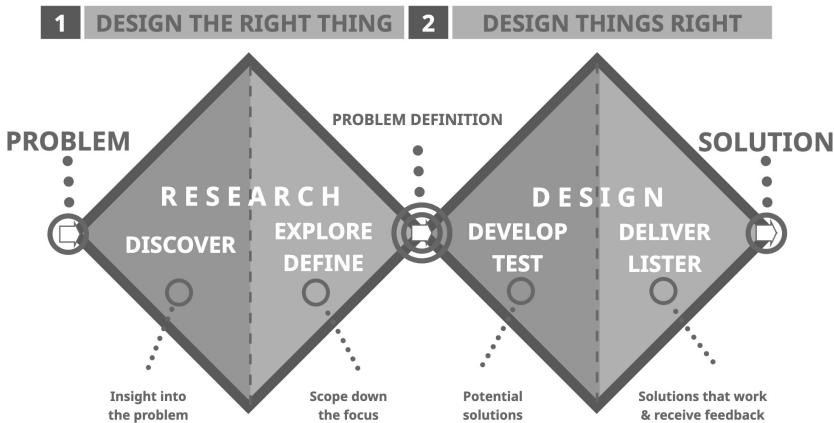 1 DESIGN THE RIGHT THING 2 DESIGN THINGS RIGHT
PROBLEM DEFINITION
PROBLEM
SOLUTION
RESEARCH
DESIGN
DISCOVER
EXPLORE
DEFINE
DEVELOP
TEST
DELIVER
LISTER
Insight into
the problem
Scope down
the focus
Potential
solutions
Solutions that work
& receive feedback